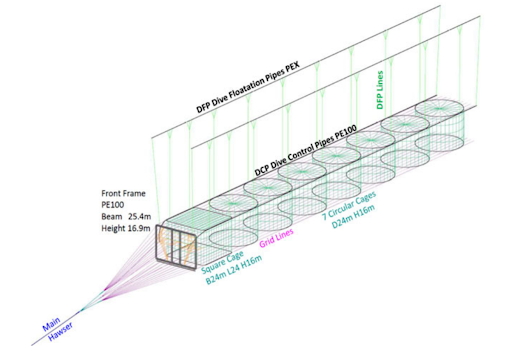 DFP Dive Floatation Pipes PEX
DFP Lines
DCP Dive Control Pipes PE100
Front Frame
PE100
Beam 25.4m
Height 16.9m
7 Circular Cages
D24m H16m
Grid Lines
Square Cage
B24m L24 H16m
Main
Hawser